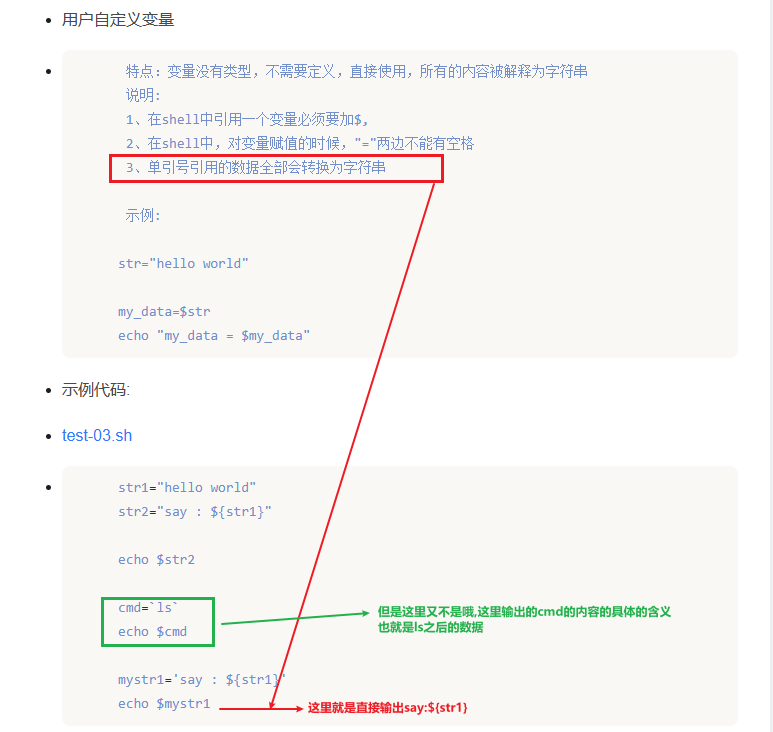 用户自定义变量
特点：变量没有类型，不需要定义，直接使用，所有的内容被解释为字符串
说明:
1、在shell中引用一个变量必须要加$,
2、在shell中，对变量赋值的时候，"="两边不能有空格
3、单引号引用的数据全部会转换为字符串
示例:
str="hello world"
my_data=$str
echo "my_data = $my_data"
示例代码:
test-03.sh
str1="hello world"
str2="say : ${str1}"
echo $str2
cmd=`ls`
echo $cmd
但是这里又不是哦,这里输出的cmd的内容的具体的含义
也就是ls之后的数据
mystr1='say : ${str1}'
echo $mystr1
这里就是直接输出say:${str1}